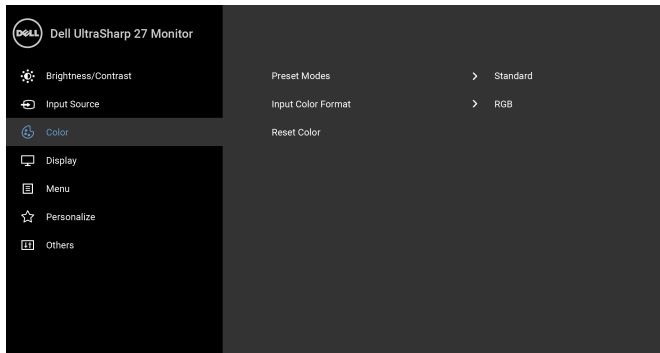 DELL Dell UltraSharp 27 Monitor
Brightness/Contrast Preset Modes Standard
Input Source Input Color Format RGB
Color Reset Color
Display
Menu
Personalize
Others